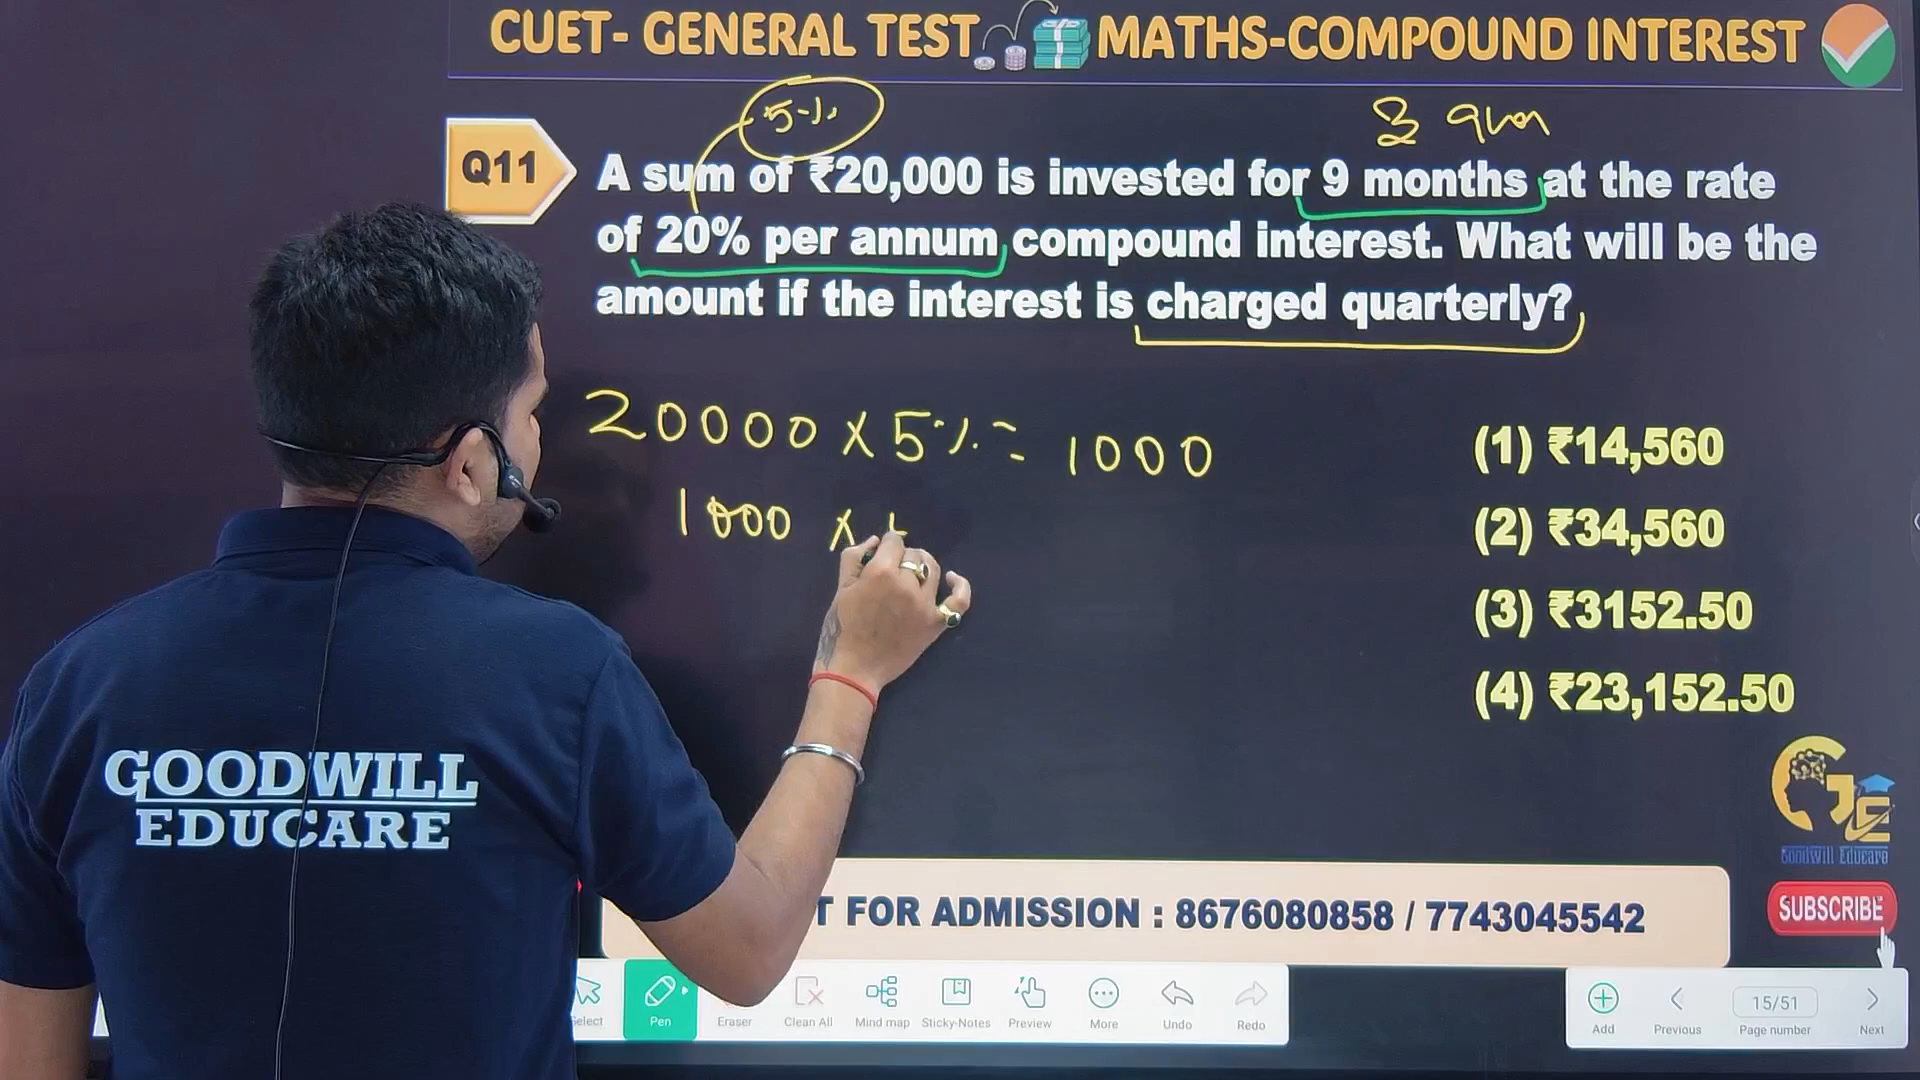 CUET- GENERAL TEST MATHS-COMPOUND INTEREST
5%
3 quar
Q11
A sum of ₹20,000 is invested for 9 months at the rate
of 20% per annum compound interest. What will be the
amount if the interest is charged quarterly?
20000 × 5% = 1000
1000 ×
(1) ₹14,560
(2) ₹34,560
(3) ₹3152.50
(4) ₹23,152.50
GOODWILL
EDUCARE
GE
Goodwill Educare
T FOR ADMISSION : 8676080858 / 7743045542
SUBSCRIBE
Select Pen Eraser Clean All Mind map Sticky-Notes Preview More Undo Redo
Add Previous 15/51 Page number Next